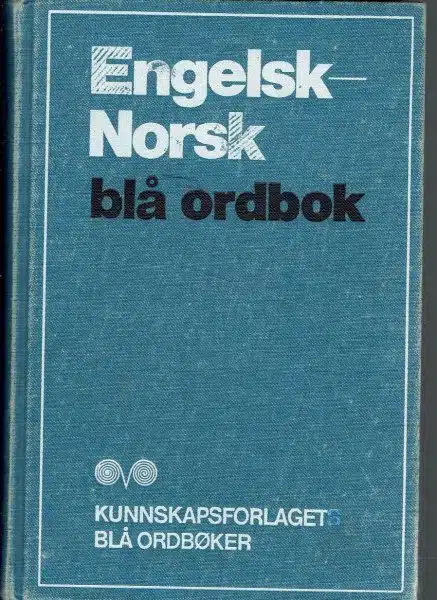 Engelsk–
Norsk
blå ordbok
KUNNSKAPSFORLAGETS
BLÅ ORDBØKER